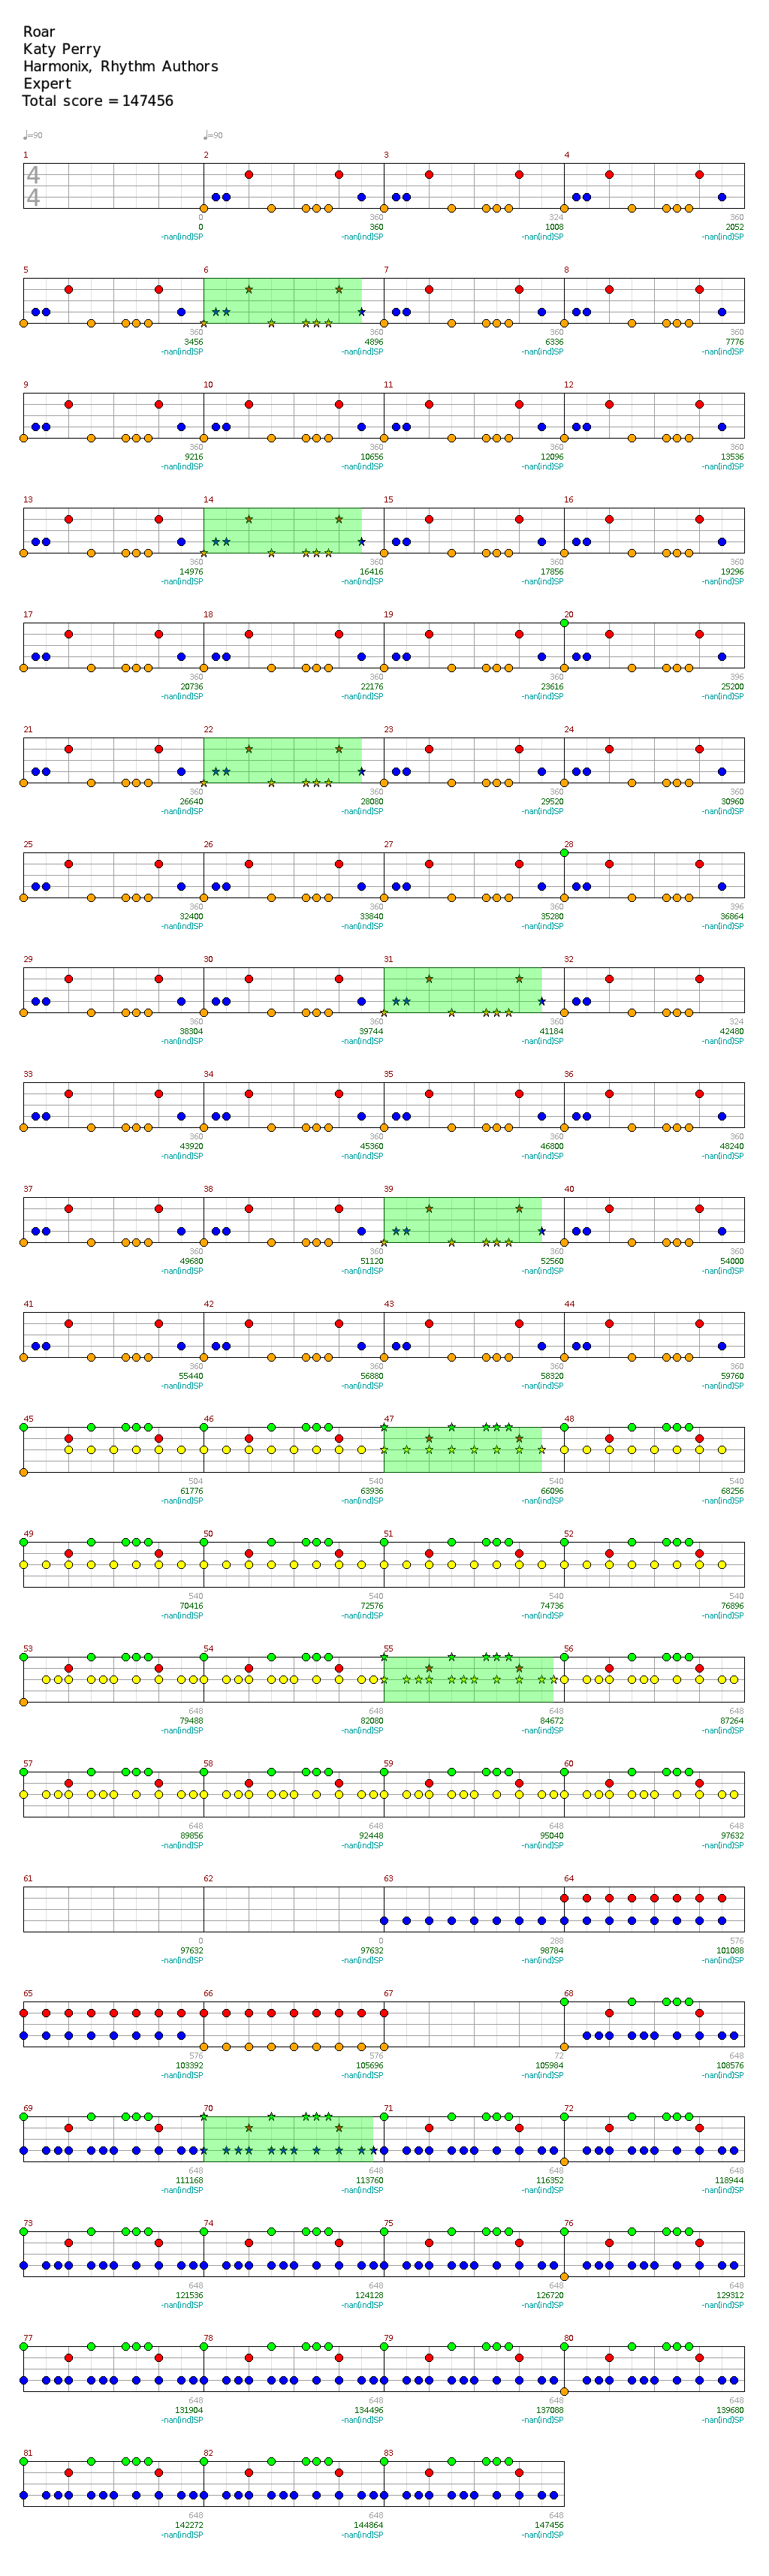 Roar
Katy Perry
Harmonix, Rhythm Authors
Expert
Total score = 147456
♩=90 ♩=90
1 2 3 4
4
4
0 360 324 360
0 360 1008 2052
-nan(ind)SP -nan(ind)SP -nan(ind)SP -nan(ind)SP
5 6 7 8
360 360 360 360
3456 4896 6336 7776
-nan(ind)SP -nan(ind)SP -nan(ind)SP -nan(ind)SP
9 10 11 12
360 360 360 360
9216 10656 12096 13536
-nan(ind)SP -nan(ind)SP -nan(ind)SP -nan(ind)SP
13 14 15 16
360 360 360 360
14976 16416 17856 19296
-nan(ind)SP -nan(ind)SP -nan(ind)SP -nan(ind)SP
17 18 19 20
360 360 360 396
20736 22176 23616 25200
-nan(ind)SP -nan(ind)SP -nan(ind)SP -nan(ind)SP
21 22 23 24
360 360 360 360
26640 28080 29520 30960
-nan(ind)SP -nan(ind)SP -nan(ind)SP -nan(ind)SP
25 26 27 28
360 360 360 396
32400 33840 35280 36864
-nan(ind)SP -nan(ind)SP -nan(ind)SP -nan(ind)SP
29 30 31 32
360 360 360 324
38304 39744 41184 42480
-nan(ind)SP -nan(ind)SP -nan(ind)SP -nan(ind)SP
33 34 35 36
360 360 360 360
43920 45360 46800 48240
-nan(ind)SP -nan(ind)SP -nan(ind)SP -nan(ind)SP
37 38 39 40
360 360 360 360
49680 51120 52560 54000
-nan(ind)SP -nan(ind)SP -nan(ind)SP -nan(ind)SP
41 42 43 44
360 360 360 360
55440 56880 58320 59760
-nan(ind)SP -nan(ind)SP -nan(ind)SP -nan(ind)SP
45 46 47 48
504 540 540 540
61776 63936 66096 68256
-nan(ind)SP -nan(ind)SP -nan(ind)SP -nan(ind)SP
49 50 51 52
540 540 540 540
70416 72576 74736 76896
-nan(ind)SP -nan(ind)SP -nan(ind)SP -nan(ind)SP
53 54 55 56
648 648 648 648
79488 82080 84672 87264
-nan(ind)SP -nan(ind)SP -nan(ind)SP -nan(ind)SP
57 58 59 60
648 648 648 648
89856 92448 95040 97632
-nan(ind)SP -nan(ind)SP -nan(ind)SP -nan(ind)SP
61 62 63 64
0 0 288 576
97632 97632 98784 101088
-nan(ind)SP -nan(ind)SP -nan(ind)SP -nan(ind)SP
65 66 67 68
576 576 72 648
103392 105696 105984 108576
-nan(ind)SP -nan(ind)SP -nan(ind)SP -nan(ind)SP
69 70 71 72
648 648 648 648
111168 113760 116352 118944
-nan(ind)SP -nan(ind)SP -nan(ind)SP -nan(ind)SP
73 74 75 76
648 648 648 648
121536 124128 126720 129312
-nan(ind)SP -nan(ind)SP -nan(ind)SP -nan(ind)SP
77 78 79 80
648 648 648 648
131904 134496 137088 139680
-nan(ind)SP -nan(ind)SP -nan(ind)SP -nan(ind)SP
81 82 83
648 648 648
142272 144864 147456
-nan(ind)SP -nan(ind)SP -nan(ind)SP